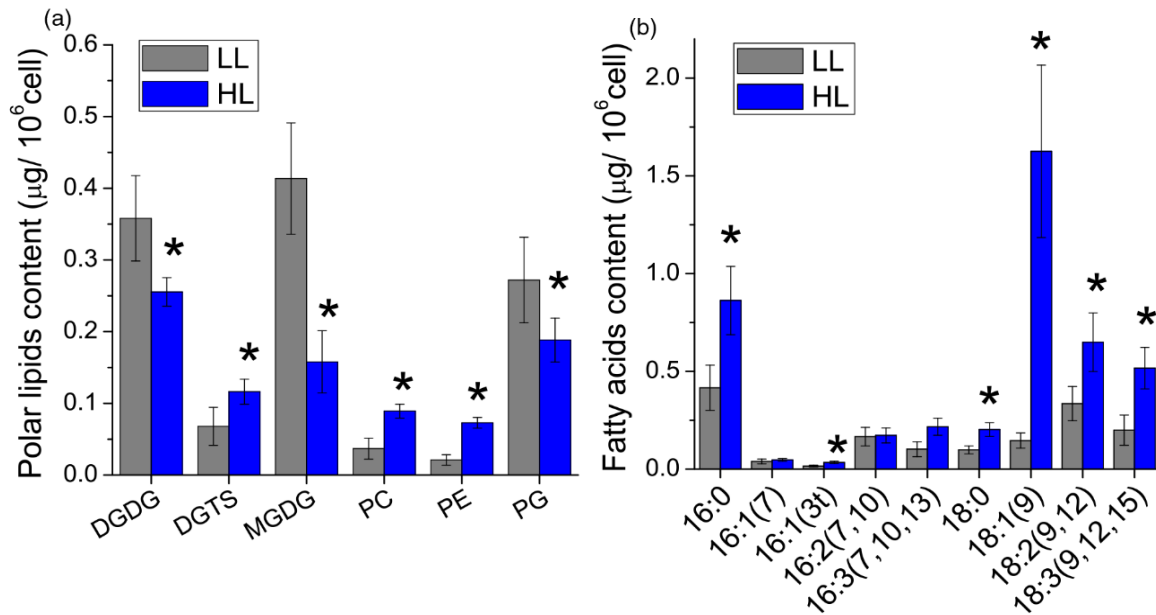 (a)
Polar lipids content (μg/ 10⁶cell)
0.6
0.5
0.4
0.3
0.2
0.1
0.0
LL
HL
*
*
*
*
*
*
DGDG
DGTS
MGDG
PC
PE
PG
(b)
Fatty acids content (μg/ 10⁶cell)
2.0
1.5
1.0
0.5
0.0
LL
HL
*
*
*
*
*
*
16:0
16:1(7)
16:1(3t)
16:2(7, 10)
16:3(7, 10, 13)
18:0
18:1(9)
18:2(9, 12)
18:3(9, 12, 15)